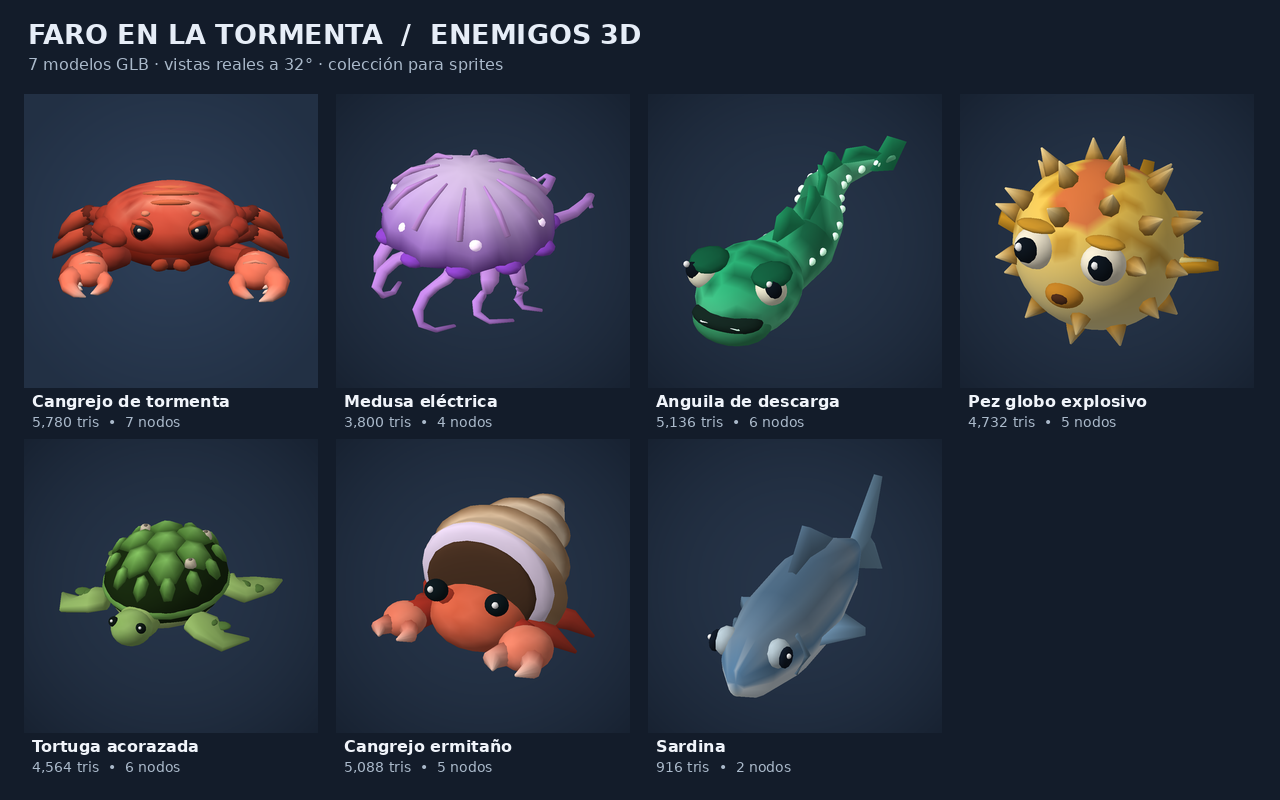 FARO EN LA TORMENTA / ENEMIGOS 3D
7 modelos GLB · vistas reales a 32° · colección para sprites
Cangrejo de tormenta
5,780 tris • 7 nodos
Medusa eléctrica
3,800 tris • 4 nodos
Anguila de descarga
5,136 tris • 6 nodos
Pez globo explosivo
4,732 tris • 5 nodos
Tortuga acorazada
4,564 tris • 6 nodos
Cangrejo ermitaño
5,088 tris • 5 nodos
Sardina
916 tris • 2 nodos